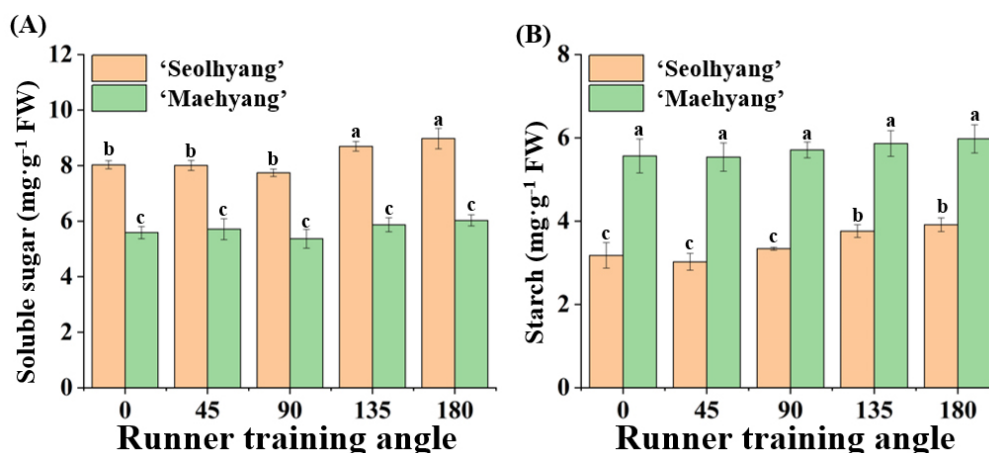 (A)
Soluble sugar (mg·g⁻¹ FW)
12
10
8
6
4
2
0
‘Seolhyang’
‘Maehyang’
b
c
b
c
b
c
a
c
a
c
0 45 90 135 180
Runner training angle
(B)
Starch (mg·g⁻¹ FW)
8
6
4
2
0
‘Seolhyang’
‘Maehyang’
c
a
c
a
c
a
b
a
b
a
0 45 90 135 180
Runner training angle